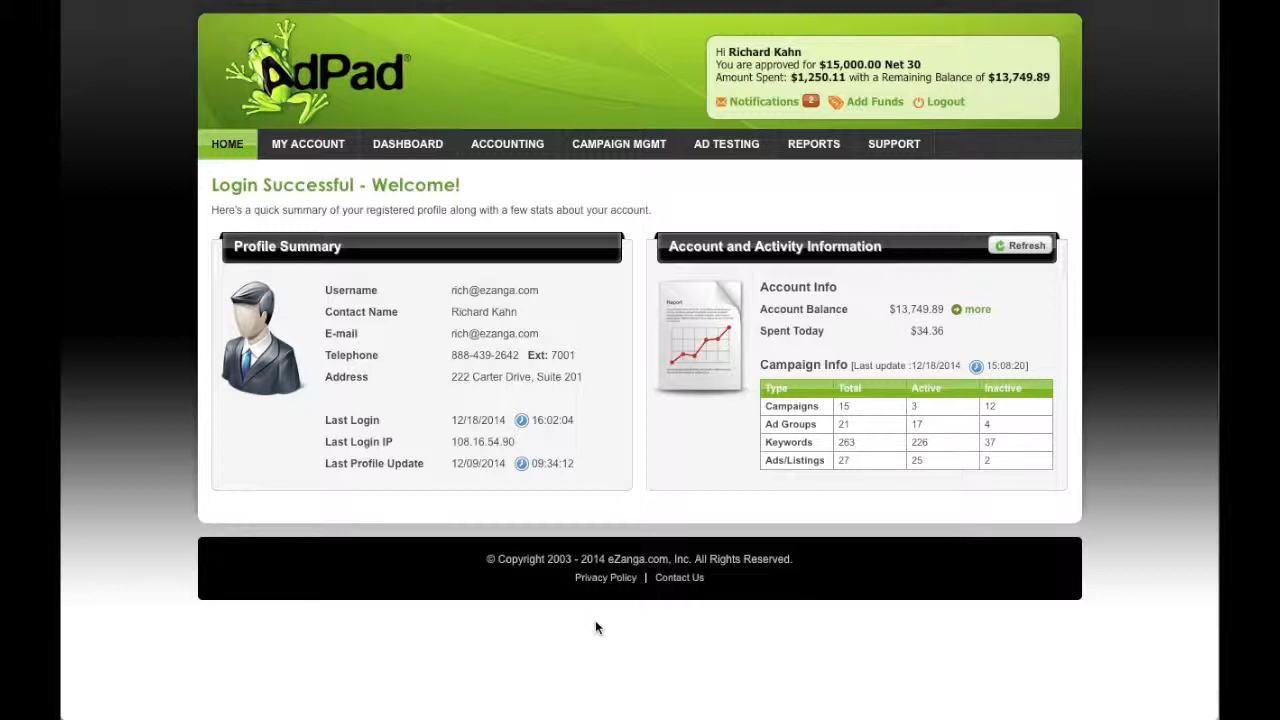 AdPad®
Hi Richard Kahn
You are approved for $15,000.00 Net 30
Amount Spent: $1,250.11 with a Remaining Balance of $13,749.89
Notifications 2 Add Funds Logout
HOME MY ACCOUNT DASHBOARD ACCOUNTING CAMPAIGN MGMT AD TESTING REPORTS SUPPORT
Login Successful - Welcome!
Here's a quick summary of your registered profile along with a few stats about your account.
Profile Summary
Username rich@ezanga.com
Contact Name Richard Kahn
E-mail rich@ezanga.com
Telephone 888-439-2642 Ext: 7001
Address 222 Carter Drive, Suite 201
Last Login 12/18/2014 16:02:04
Last Login IP 108.16.54.90
Last Profile Update 12/09/2014 09:34:12
Account and Activity Information Refresh
Report
Account Info
Account Balance $13,749.89 more
Spent Today $34.36
Campaign Info [Last update :12/18/2014 15:08:20]
Type Total Active Inactive
Campaigns 15 3 12
Ad Groups 21 17 4
Keywords 263 226 37
Ads/Listings 27 25 2
© Copyright 2003 - 2014 eZanga.com, Inc. All Rights Reserved.
Privacy Policy | Contact Us